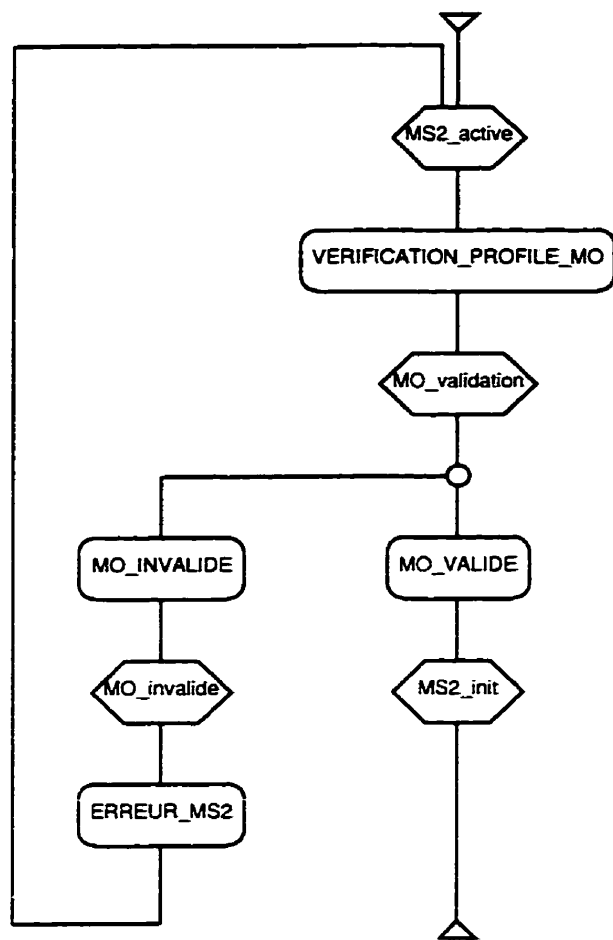 MS2_active
VERIFICATION_PROFILE_MO
MO_validation
MO_INVALIDE
MO_VALIDE
MO_invalide
MS2_init
ERREUR_MS2